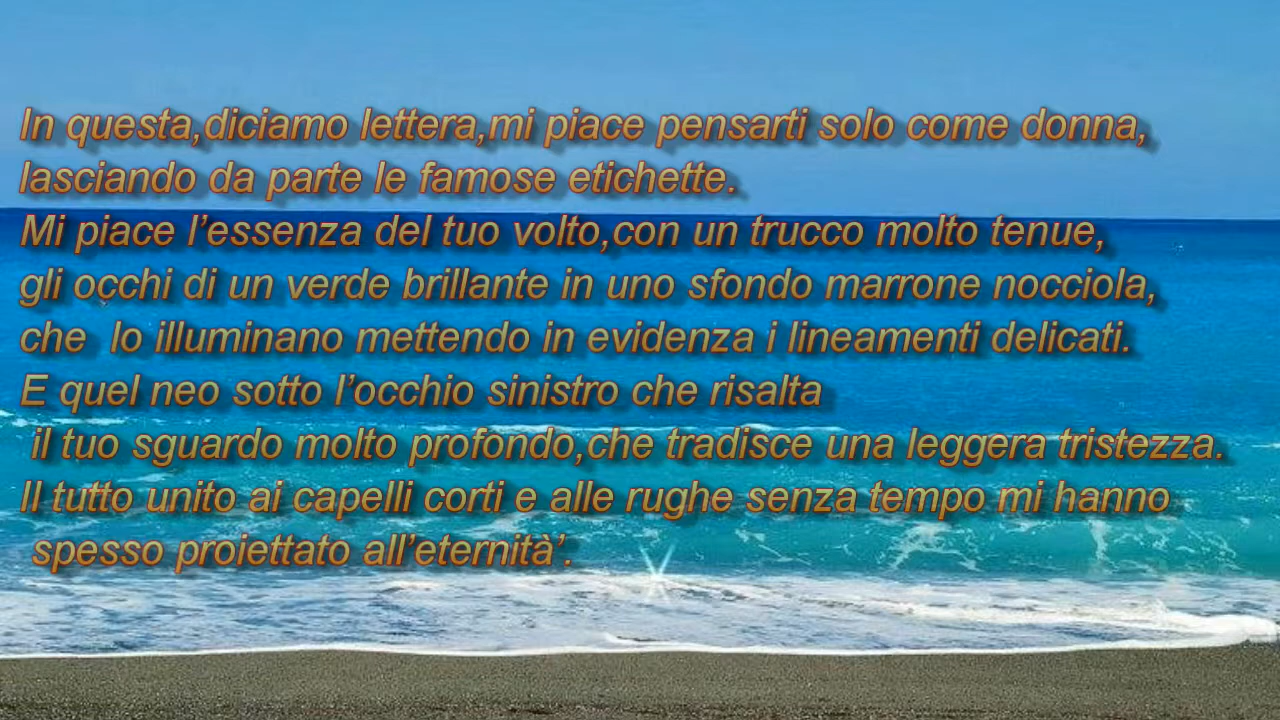 In questa,diciamo lettera,mi piace pensarti solo come donna,
lasciando da parte le famose etichette.
Mi piace l’essenza del tuo volto,con un trucco molto tenue,
gli occhi di un verde brillante in uno sfondo marrone nocciola,
che lo illuminano mettendo in evidenza i lineamenti delicati.
E quel neo sotto l’occhio sinistro che risalta
il tuo sguardo molto profondo,che tradisce una leggera tristezza.
Il tutto unito ai capelli corti e alle rughe senza tempo mi hanno
spesso proiettato all’eternità’.